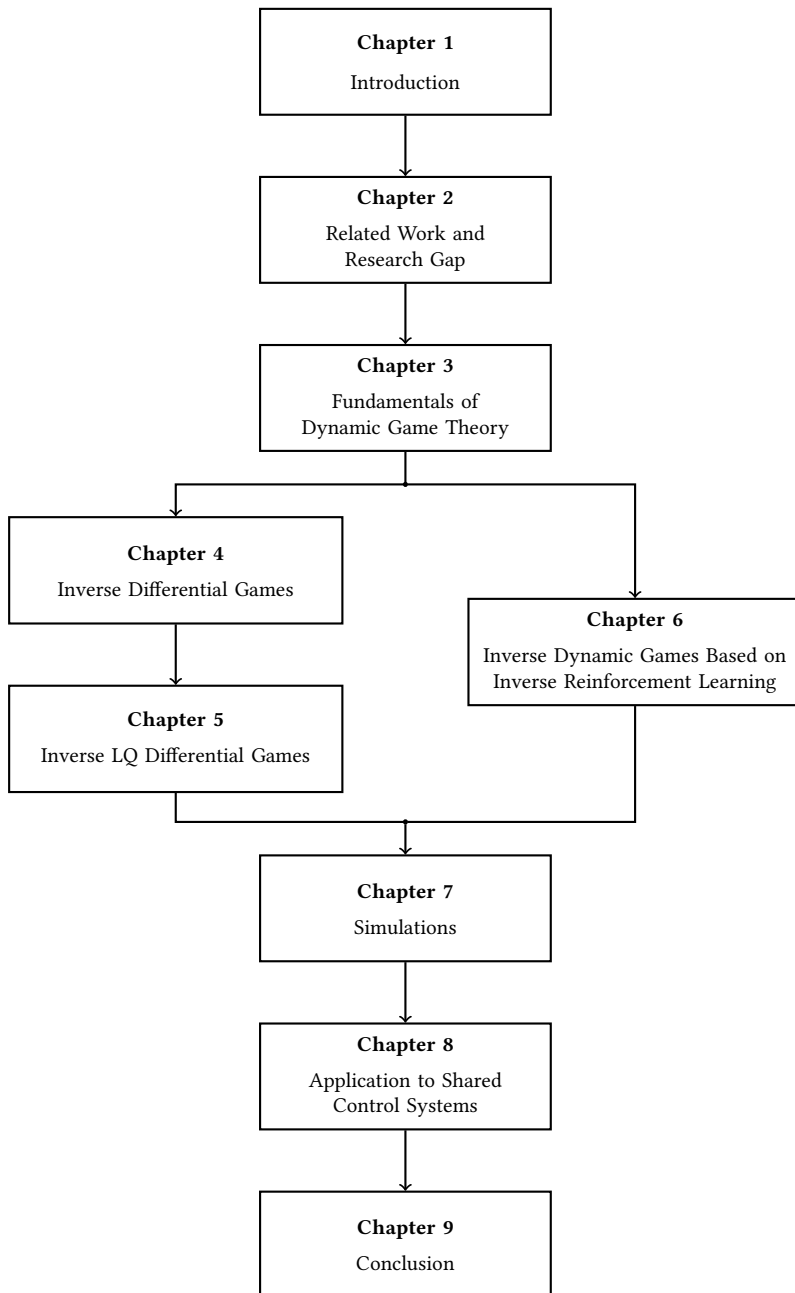 Chapter 1
Introduction
Chapter 2
Related Work and
Research Gap
Chapter 3
Fundamentals of
Dynamic Game Theory
Chapter 4
Inverse Differential Games
Chapter 5
Inverse LQ Differential Games
Chapter 6
Inverse Dynamic Games Based on
Inverse Reinforcement Learning
Chapter 7
Simulations
Chapter 8
Application to Shared
Control Systems
Chapter 9
Conclusion